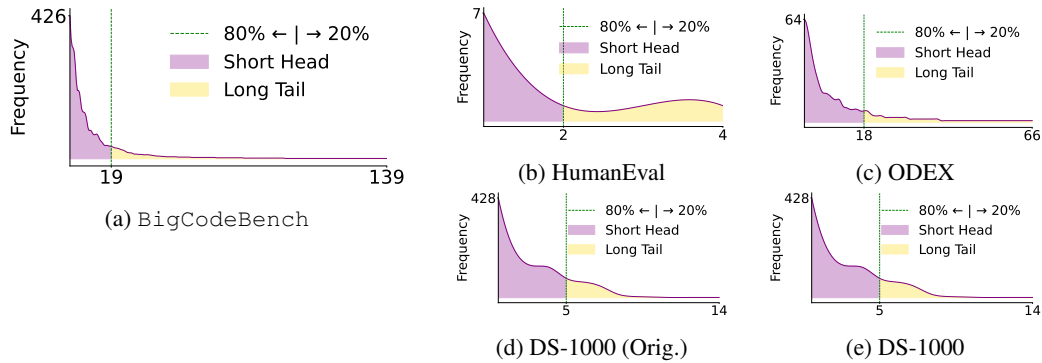 426
Frequency
80% ← | → 20%
Short Head
Long Tail
19
139
(a) BigCodeBench
7
Frequency
80% ← | → 20%
Short Head
Long Tail
2
4
(b) HumanEval
64
Frequency
80% ← | → 20%
Short Head
Long Tail
18
66
(c) ODEX
428
Frequency
80% ← | → 20%
Short Head
Long Tail
5
14
(d) DS-1000 (Orig.)
428
Frequency
80% ← | → 20%
Short Head
Long Tail
5
14
(e) DS-1000